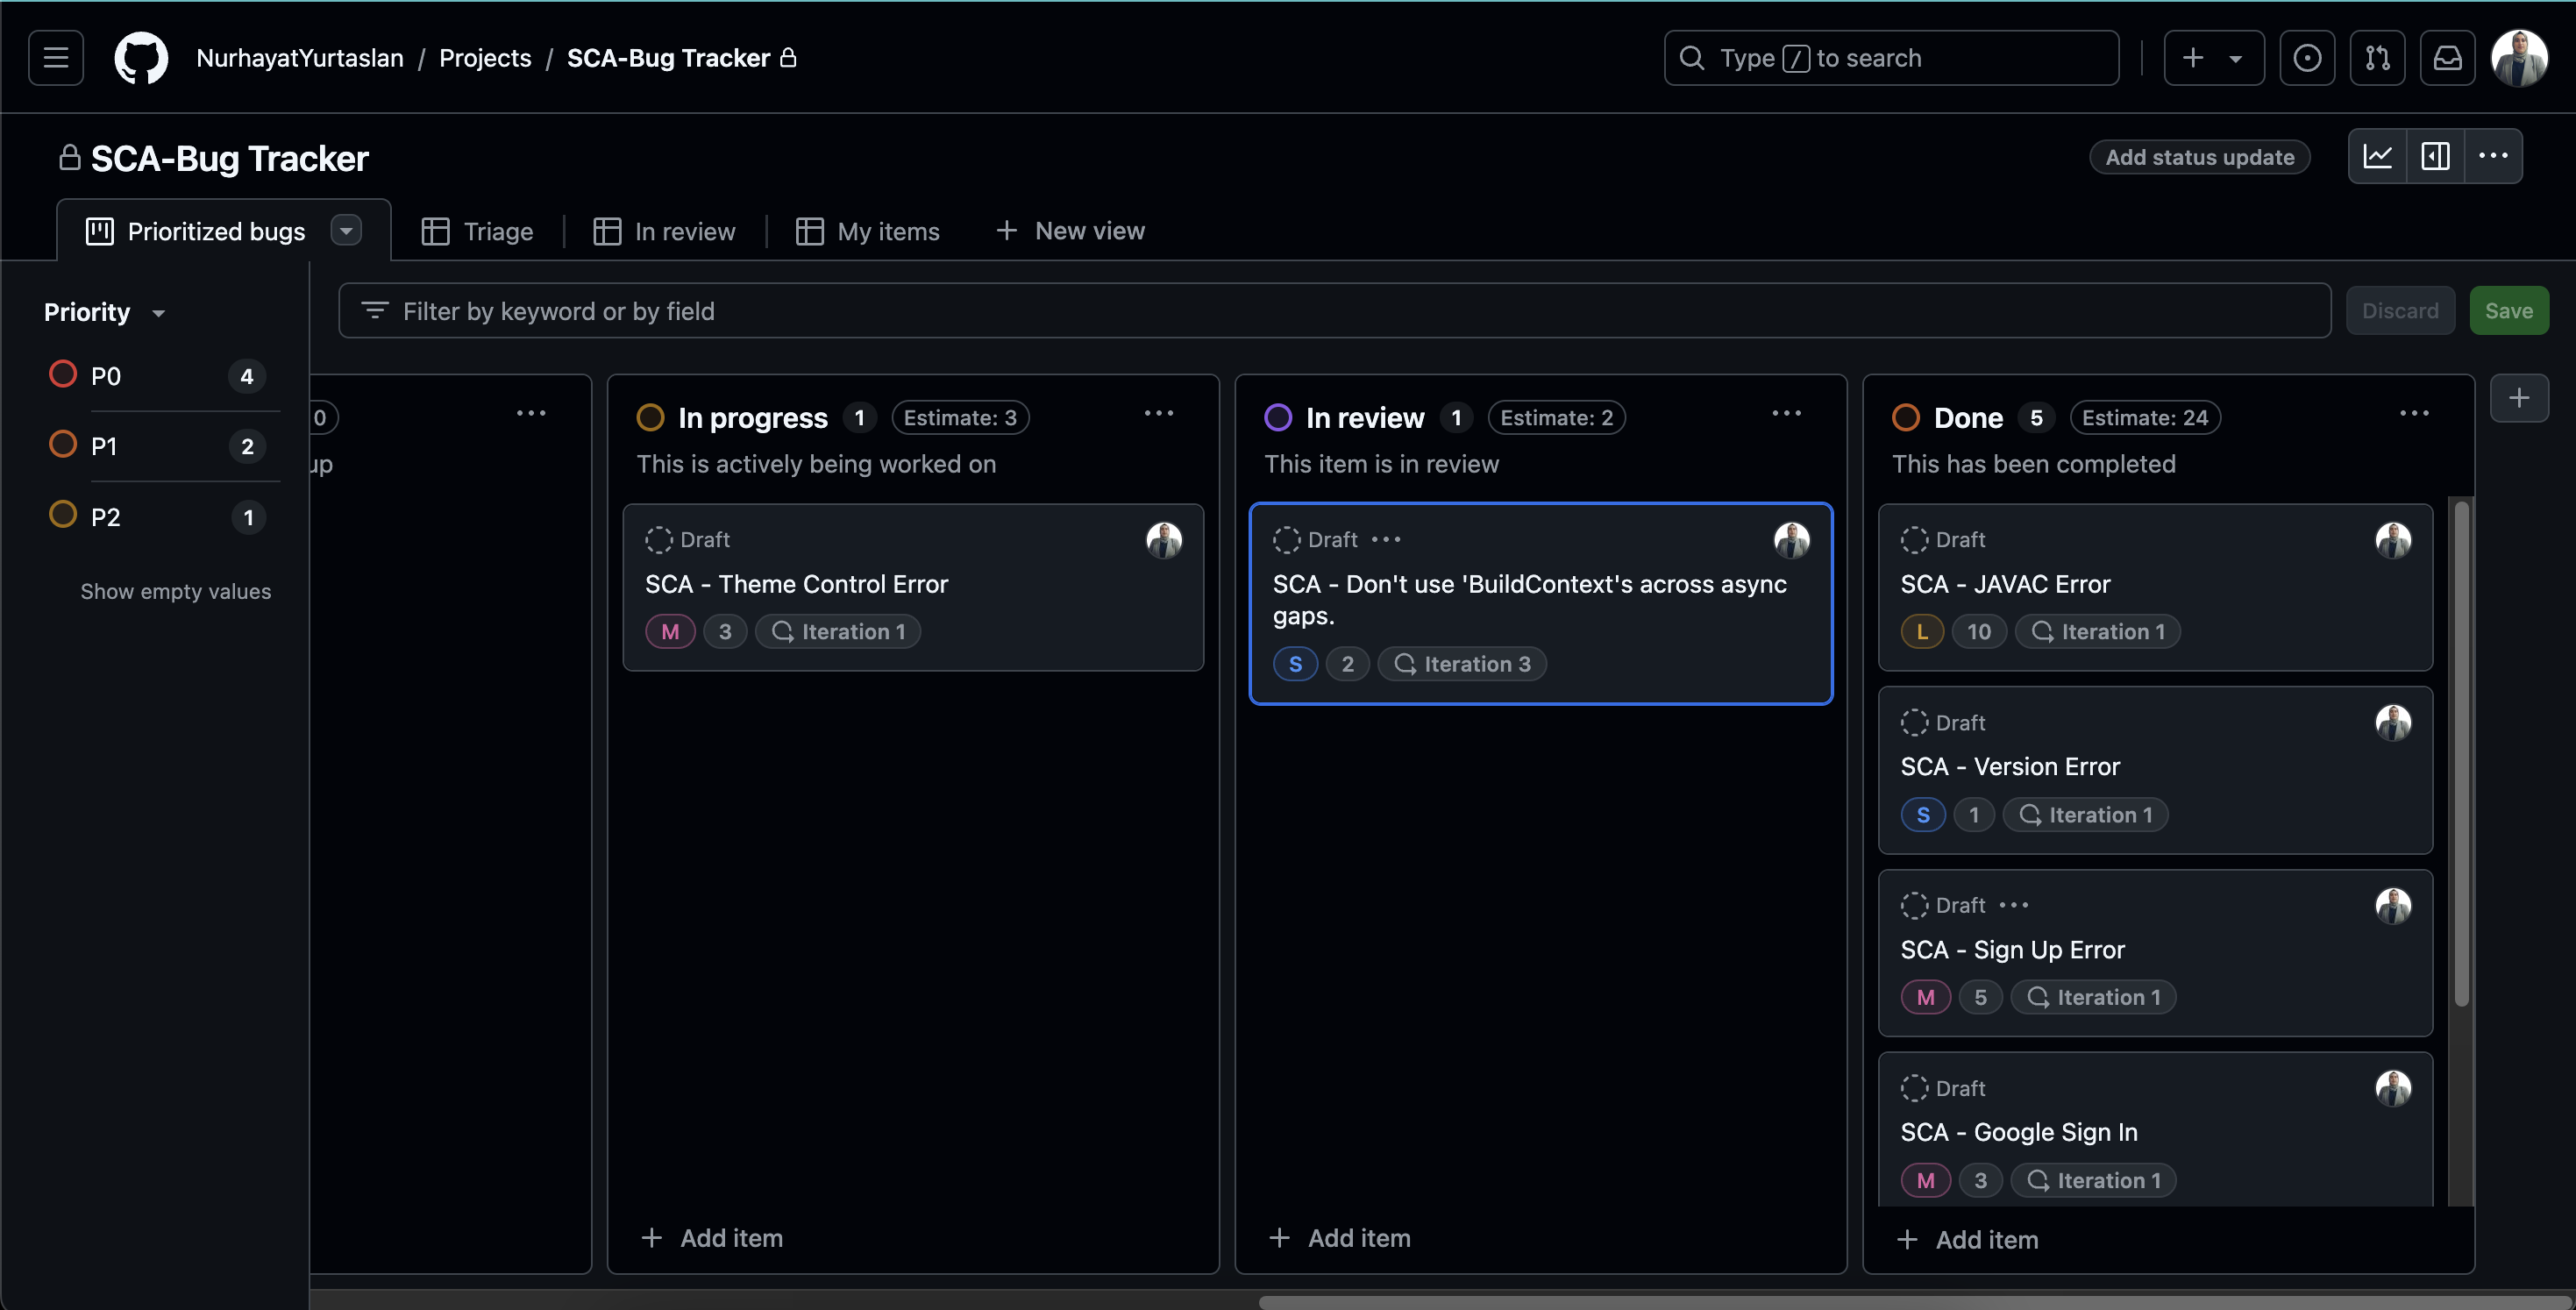 NurhayatYurtaslan / Projects / SCA-Bug Tracker
Type / to search
SCA-Bug Tracker
Add status update
Prioritized bugs
Triage
In review
My items
+ New view
Priority
P0 4
P1 2
P2 1
Show empty values
Filter by keyword or by field
Discard
Save
0
up
In progress 1 Estimate: 3
This is actively being worked on
Draft
SCA - Theme Control Error
M 3 Iteration 1
+ Add item
In review 1 Estimate: 2
This item is in review
Draft
SCA - Don't use 'BuildContext's across async
gaps.
S 2 Iteration 3
+ Add item
Done 5 Estimate: 24
This has been completed
Draft
SCA - JAVAC Error
L 10 Iteration 1
Draft
SCA - Version Error
S 1 Iteration 1
Draft
SCA - Sign Up Error
M 5 Iteration 1
Draft
SCA - Google Sign In
M 3 Iteration 1
+ Add item